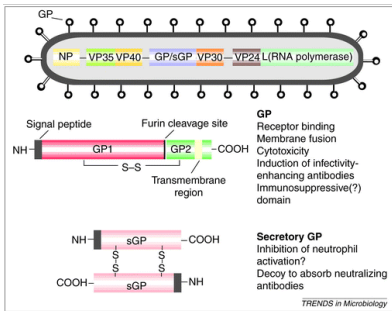 GP
NP VP35 VP40 GP/sGP VP30 VP24 L(RNA polymerase)
Signal peptide Furin cleavage site
NH GP1 GP2 COOH
S–S
Transmembrane
region
GP
Receptor binding
Membrane fusion
Cytotoxicity
Induction of infectivity-
enhancing antibodies
Immunosuppressive(?)
domain
NH sGP COOH
S S
S S
COOH sGP NH
Secretory GP
Inhibition of neutrophil
activation?
Decoy to absorb neutralizing
antibodies
TRENDS in Microbiology